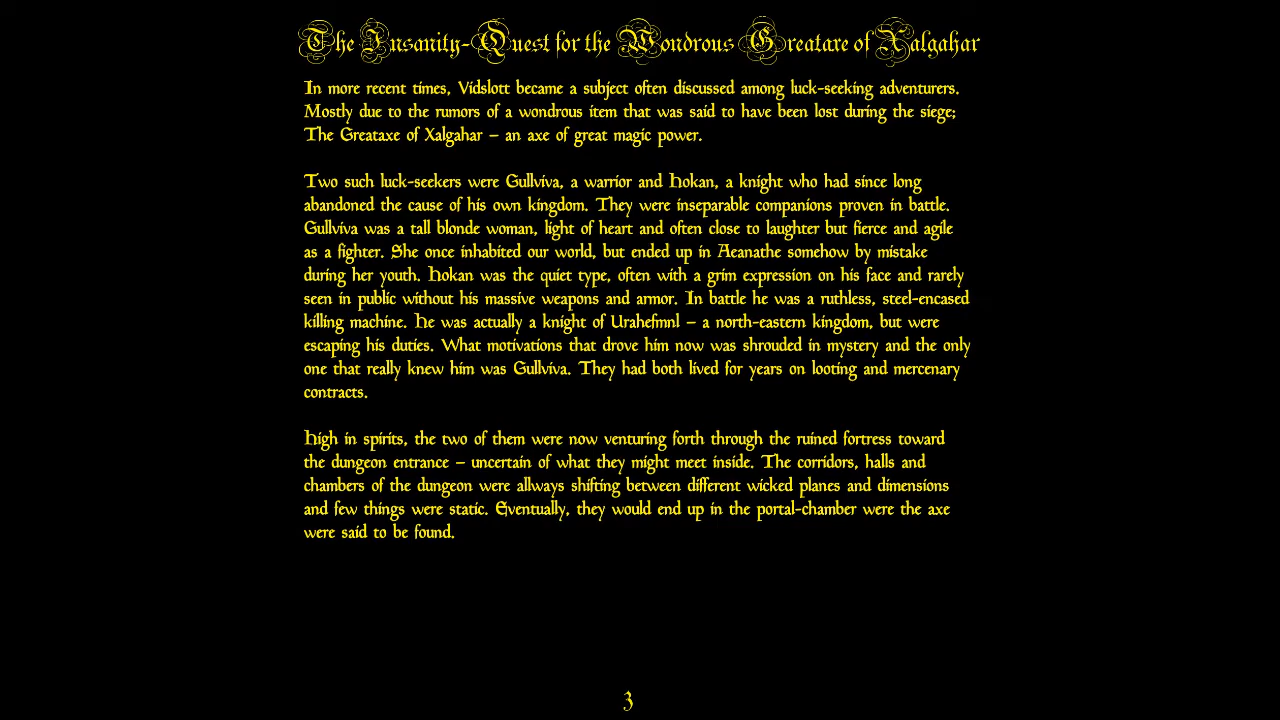 The Insanity-Quest for the Wondrous Greataxe of Xalgahar
In more recent times, Vidslott became a subject often discussed among luck-seeking adventurers.
Mostly due to the rumors of a wondrous item that was said to have been lost during the siege;
The Greataxe of Xalgahar – an axe of great magic power.
Two such luck-seekers were Gullviva, a warrior and Hokan, a knight who had since long
abandoned the cause of his own kingdom. They were inseparable companions proven in battle.
Gullviva was a tall blonde woman, light of heart and often close to laughter but fierce and agile
as a fighter. She once inhabited our world, but ended up in Aeanathe somehow by mistake
during her youth. Hokan was the quiet type, often with a grim expression on his face and rarely
seen in public without his massive weapons and armor. In battle he was a ruthless, steel-encased
killing machine. He was actually a knight of Urahefmnl – a north-eastern kingdom, but were
escaping his duties. What motivations that drove him now was shrouded in mystery and the only
one that really knew him was Gullviva. They had both lived for years on looting and mercenary
contracts.
High in spirits, the two of them were now venturing forth through the ruined fortress toward
the dungeon entrance – uncertain of what they might meet inside. The corridors, halls and
chambers of the dungeon were allways shifting between different wicked planes and dimensions
and few things were static. Eventually, they would end up in the portal-chamber were the axe
were said to be found.
3